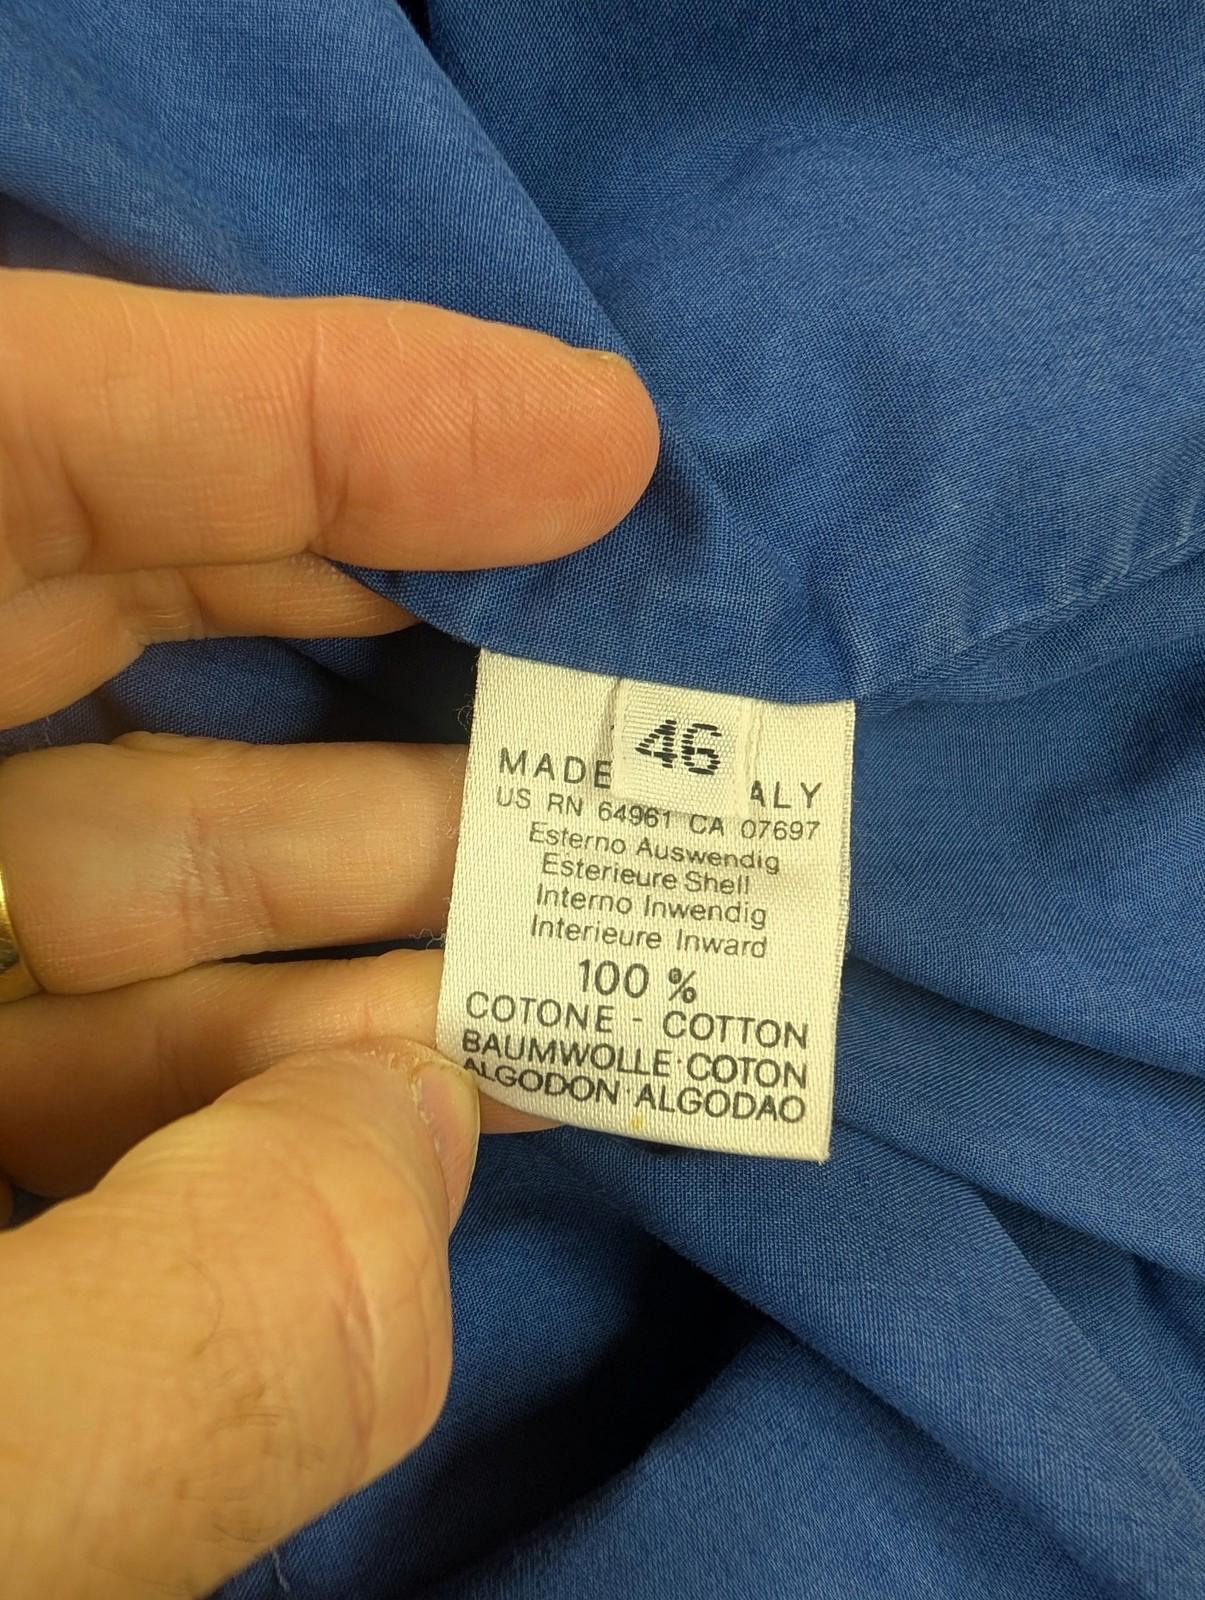 46
MADE ALY
US RN 64961 CA 07697
Esterno Auswendig
Esterieure Shell
Interno Inwendig
Interieure Inward
100 %
COTONE - COTTON
BAUMWOLLE·COTON
ALGODON·ALGODAO